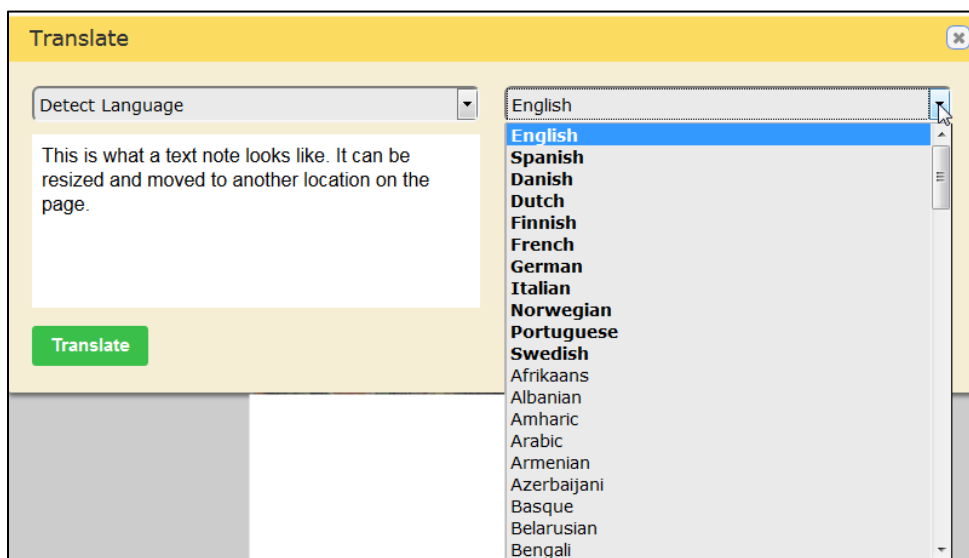 Translate
Detect Language
This is what a text note looks like. It can be
resized and moved to another location on the
page.
Translate
English
English
Spanish
Danish
Dutch
Finnish
French
German
Italian
Norwegian
Portuguese
Swedish
Afrikaans
Albanian
Amharic
Arabic
Armenian
Azerbaijani
Basque
Belarusian
Bengali